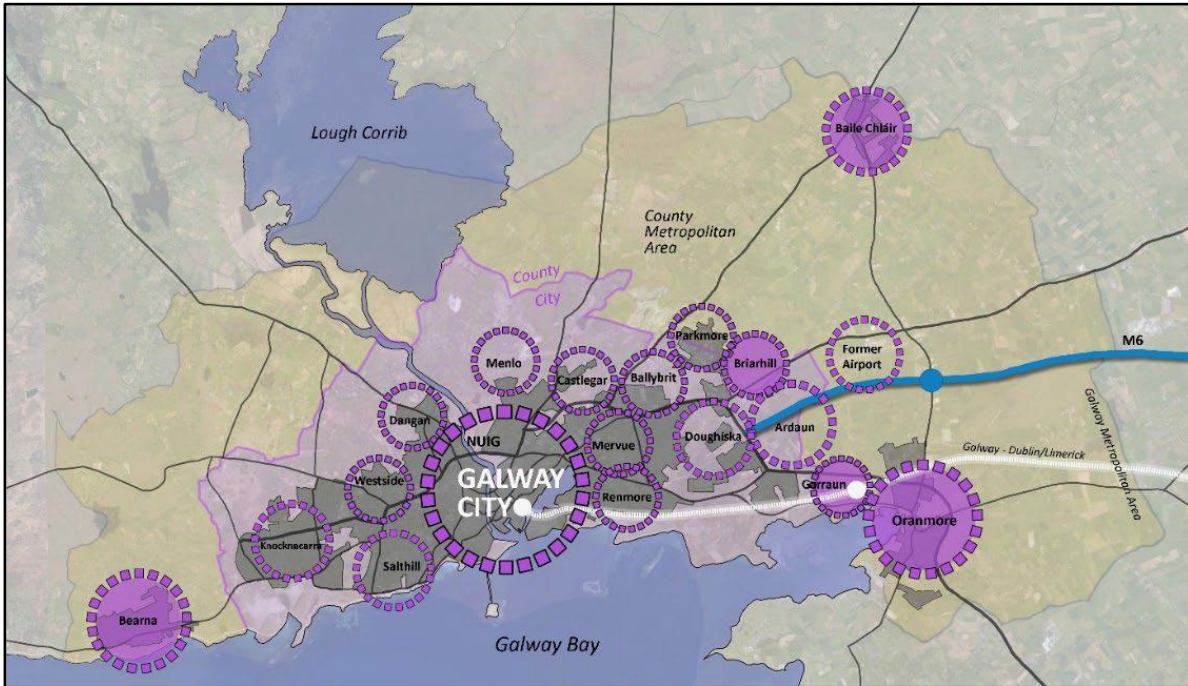 Lough Corrib
Baile Chláir
County
Metropolitan
Area
County
City
Parkmore
Former
Airport
M6
Menlo
Castlegar
Ballybrit
Briarhill
Dangan
NUIG
Mervue
Doughiska
Ardaun
Galway Metropolitan Area
Galway - Dublin/Limerick
Westside
GALWAY
CITY
Renmore
Garraun
Oranmore
Knocknacarra
Salthill
Bearna
Galway Bay